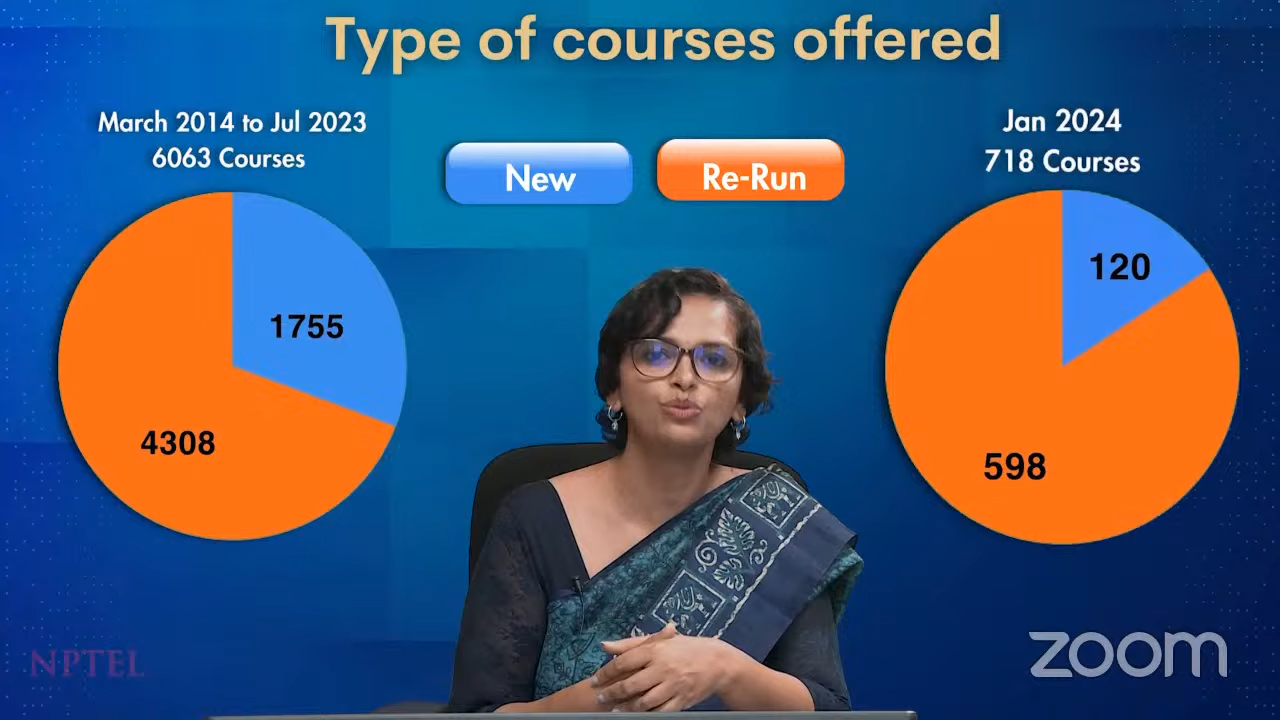 Type of courses offered
March 2014 to Jul 2023
6063 Courses
New
Re-Run
Jan 2024
718 Courses
1755
4308
120
598
NPTEL
zoom